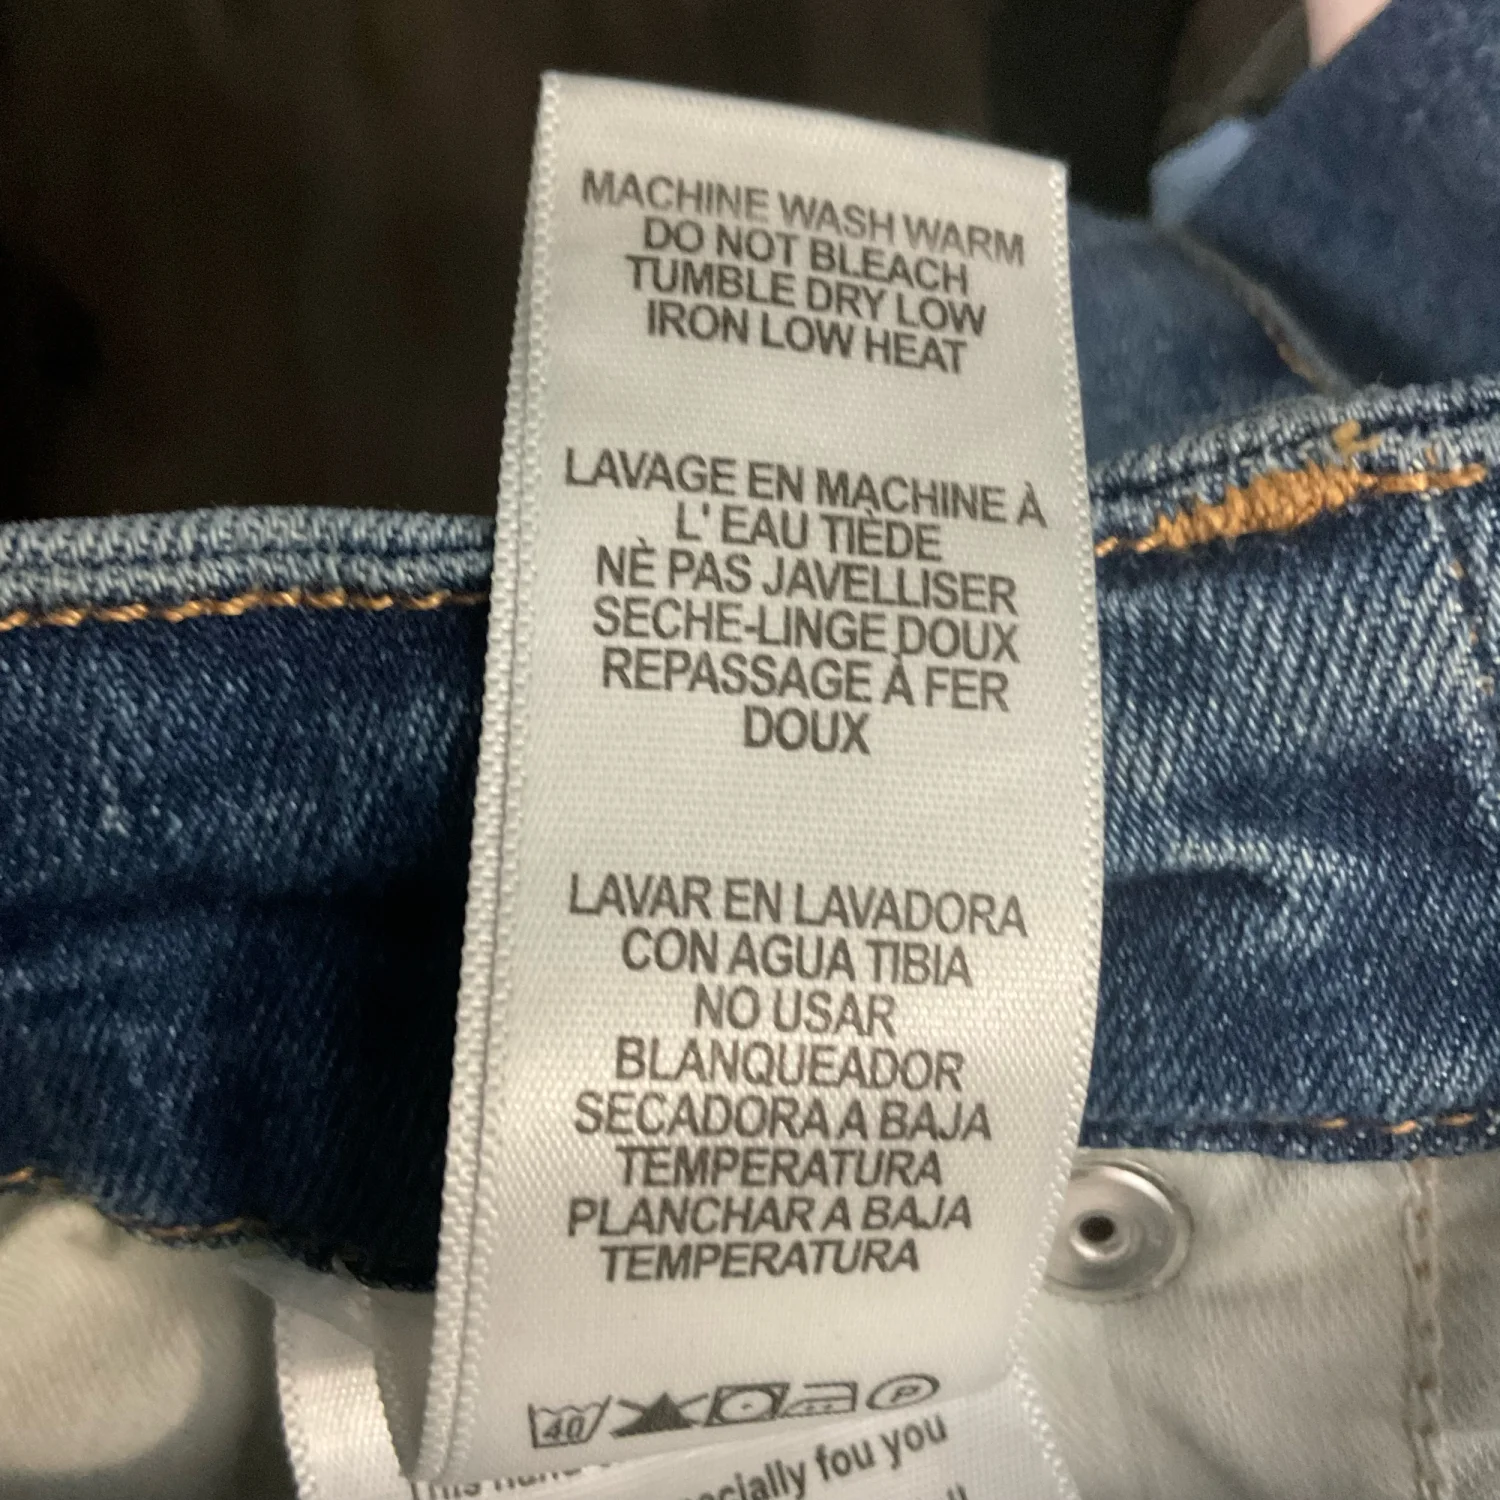 MACHINE WASH WARM
DO NOT BLEACH
TUMBLE DRY LOW
IRON LOW HEAT
LAVAGE EN MACHINE À
L' EAU TIÈDE
NÈ PAS JAVELLISER
SECHE-LINGE DOUX
REPASSAGE À FER
DOUX
LAVAR EN LAVADORA
CON AGUA TIBIA
NO USAR
BLANQUEADOR
SECADORA A BAJA
TEMPERATURA
PLANCHAR A BAJA
TEMPERATURA
40 P
This fou you